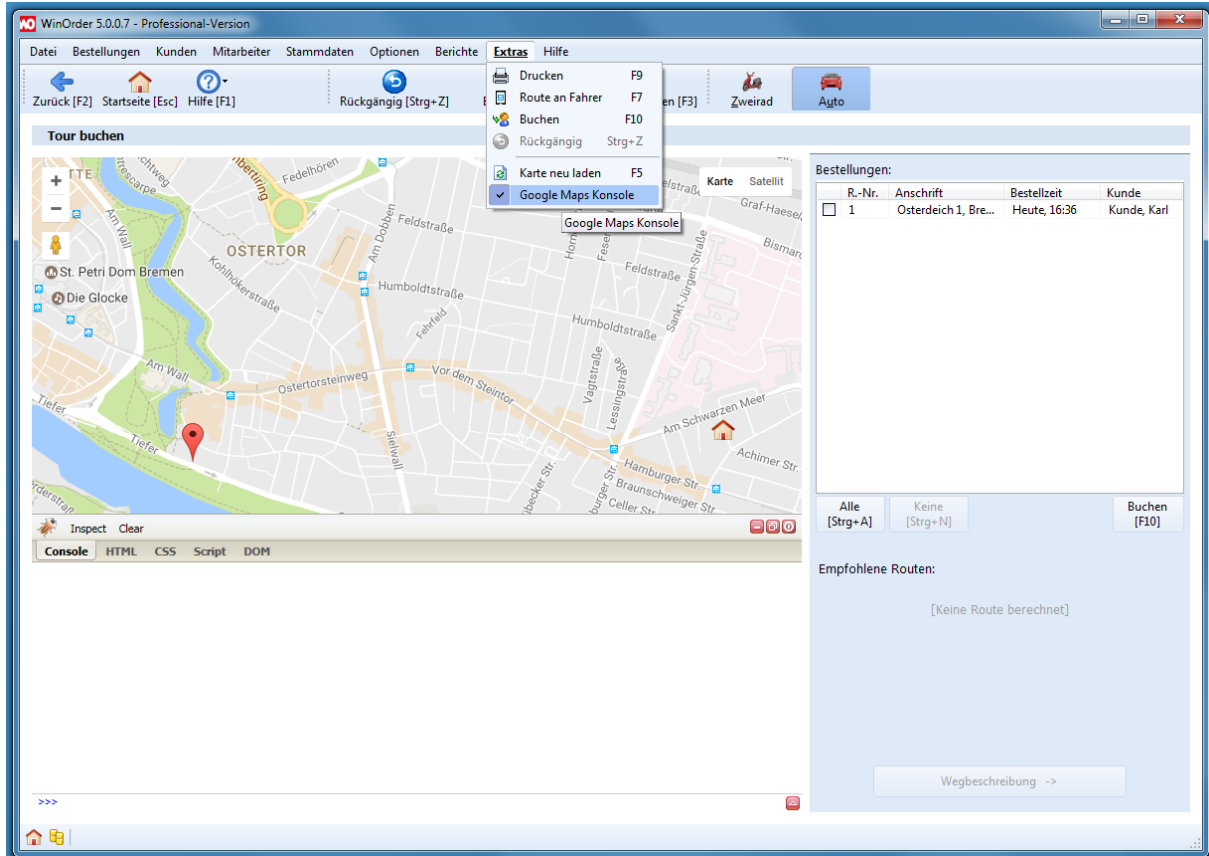 WinOrder 5.0.0.7 - Professional-Version
Datei Bestellungen Kunden Mitarbeiter Stammdaten Optionen Berichte Extras Hilfe
Zurück [F2] Startseite [Esc] Hilfe [F1] Rückgängig [Strg+Z] en [F3] Zweirad Auto
Drucken F9
Route an Fahrer F7
Buchen F10
Rückgängig Strg+Z
Karte neu laden F5
Google Maps Konsole
Google Maps Konsole
Tour buchen
Karte Satellit
Fedelhören
Am Wall
OSTERTOR
Am Dobben
Feldstraße
Graf-Haesel
Bismarc
St. Petri Dom Bremen
Die Glocke
Kohlhökerstraße
Humboldtstraße
Feldstraße
Sankt-Jürgen-Straße
Fehrfeld
Humboldtstraße
Am Wall
Ostertorsteinweg
Vor dem Steintor
Vagtstraße
Lessingstraße
Am Schwarzen Meer
Tiefer
Tiefer
Sielwall
Achimer Str.
Hamburger Str.
Braunschweiger Str.
Celler Str.
Bestellungen:
R.-Nr. Anschrift Bestellzeit Kunde
1 Osterdeich 1, Bre... Heute, 16:36 Kunde, Karl
Alle [Strg+A] Keine [Strg+N] Buchen [F10]
Empfohlene Routen:
[Keine Route berechnet]
Wegbeschreibung ->
Inspect Clear
Console HTML CSS Script DOM
>>>